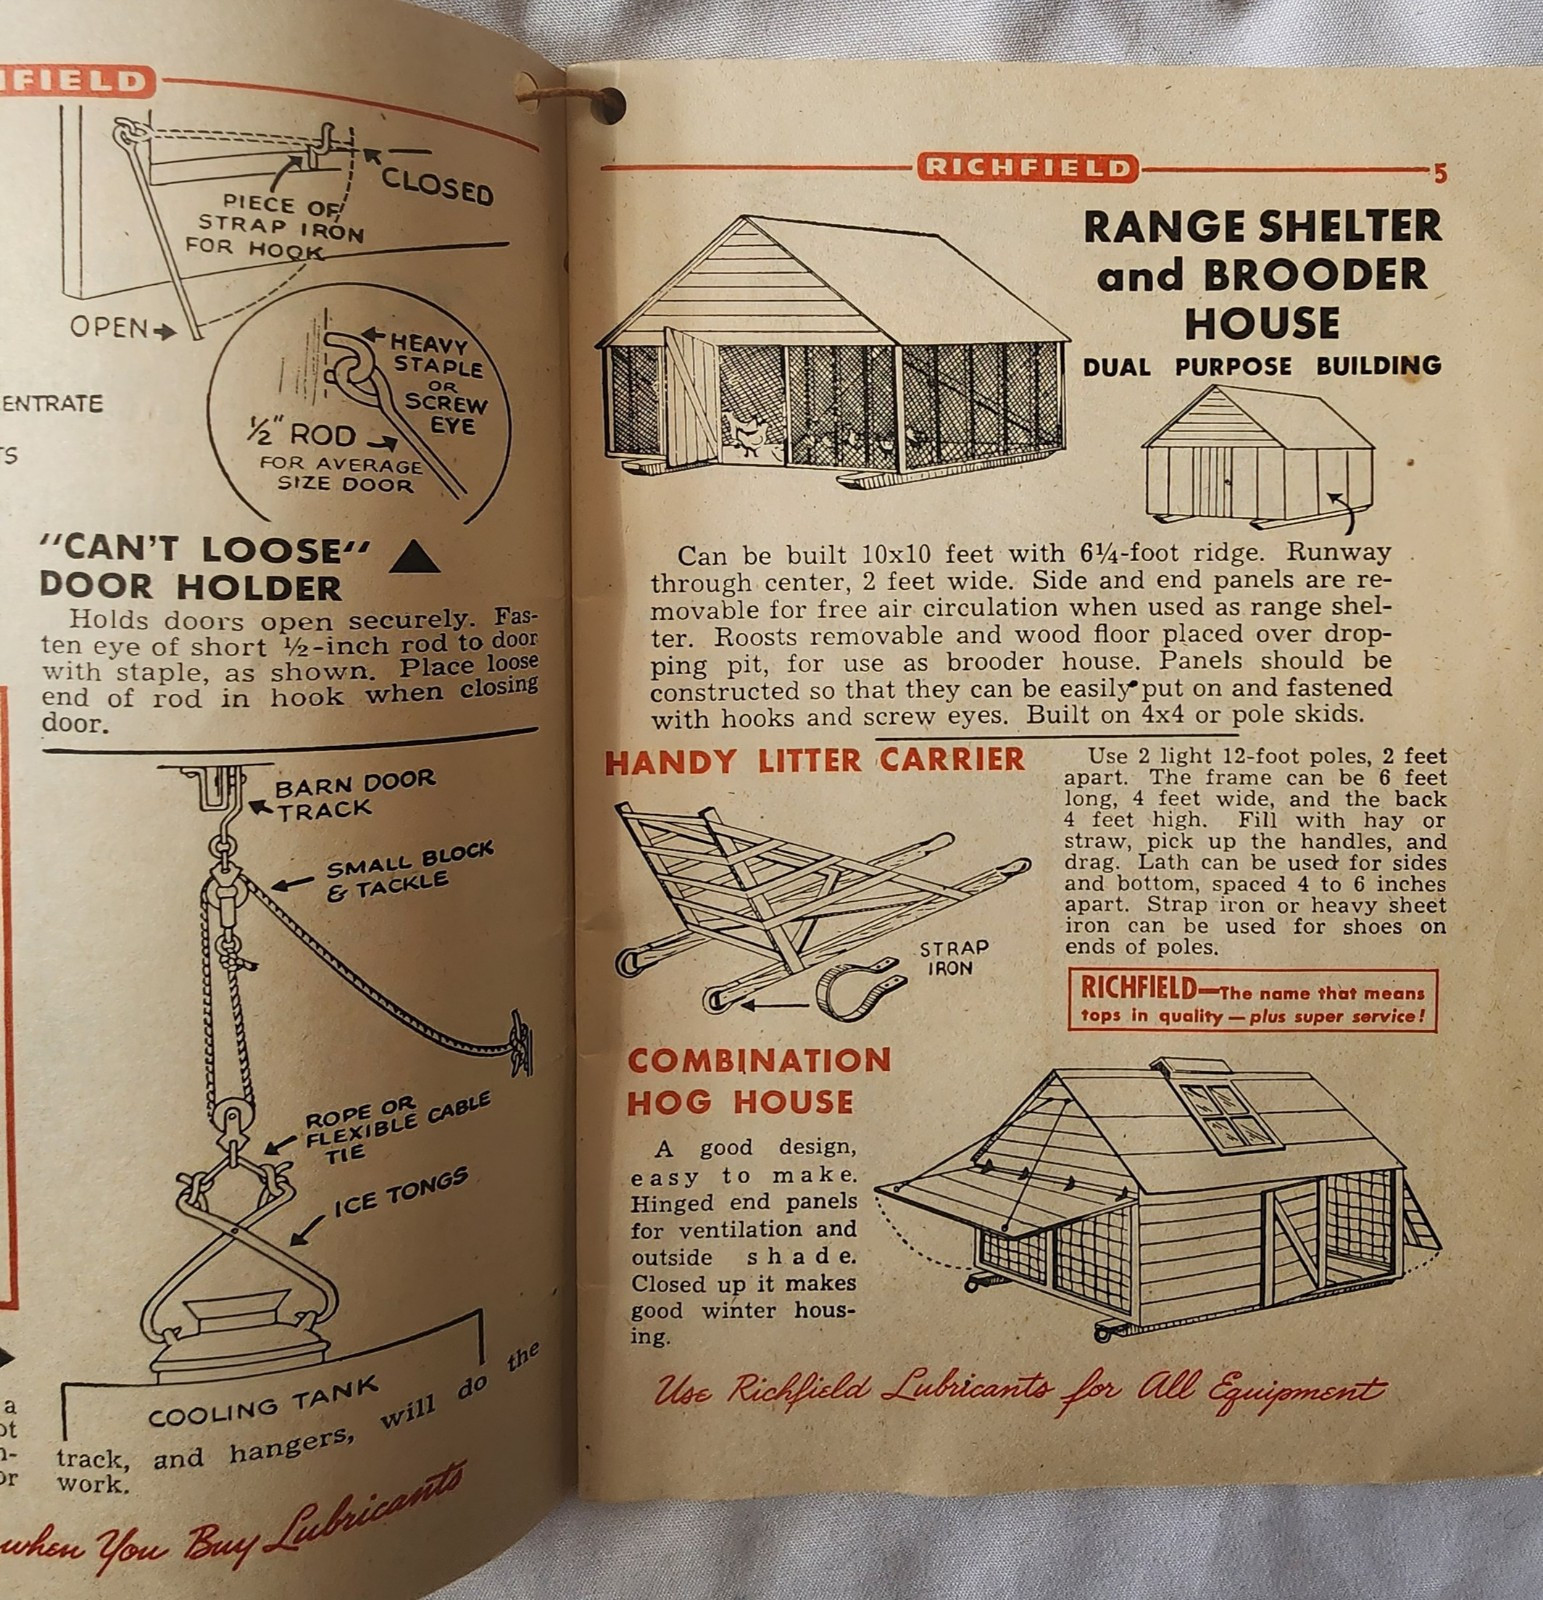 FIELD
CLOSED
PIECE OF
STRAP IRON
FOR HOOK
OPEN
HEAVY
STAPLE
OR
SCREW
EYE
½" ROD
FOR AVERAGE
SIZE DOOR
ENTRATE
TS
"CAN'T LOOSE"
DOOR HOLDER
Holds doors open securely. Fas-
ten eye of short ½-inch rod to door
with staple, as shown. Place loose
end of rod in hook when closing
door.
BARN DOOR
TRACK
SMALL BLOCK
& TACKLE
ROPE OR
FLEXIBLE CABLE
TIE
ICE TONGS
COOLING TANK
a
ot
n-
or
track, and hangers, will do the
work.
when You Buy Lubricants
RICHFIELD
5
RANGE SHELTER
and BROODER
HOUSE
DUAL PURPOSE BUILDING
Can be built 10x10 feet with 6¼-foot ridge. Runway
through center, 2 feet wide. Side and end panels are re-
movable for free air circulation when used as range shel-
ter. Roosts removable and wood floor placed over drop-
ping pit, for use as brooder house. Panels should be
constructed so that they can be easily put on and fastened
with hooks and screw eyes. Built on 4x4 or pole skids.
HANDY LITTER CARRIER
Use 2 light 12-foot poles, 2 feet
apart. The frame can be 6 feet
long, 4 feet wide, and the back
4 feet high. Fill with hay or
straw, pick up the handles, and
drag. Lath can be used for sides
and bottom, spaced 4 to 6 inches
apart. Strap iron or heavy sheet
iron can be used for shoes on
ends of poles.
STRAP
IRON
RICHFIELD—The name that means
tops in quality—plus super service!
COMBINATION
HOG HOUSE
A good design,
easy to make.
Hinged end panels
for ventilation and
outside shade.
Closed up it makes
good winter hous-
ing.
Use Richfield Lubricants for All Equipment